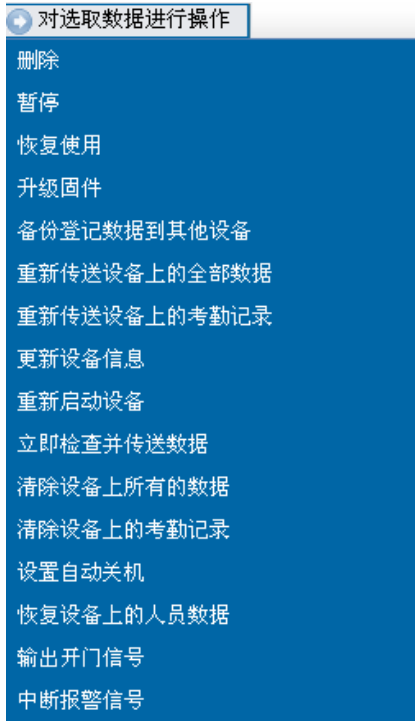 对选取数据进行操作
删除
暂停
恢复使用
升级固件
备份登记数据到其他设备
重新传送设备上的全部数据
重新传送设备上的考勤记录
更新设备信息
重新启动设备
立即检查并传送数据
清除设备上所有的数据
清除设备上的考勤记录
设置自动关机
恢复设备上的人员数据
输出开门信号
中断报警信号